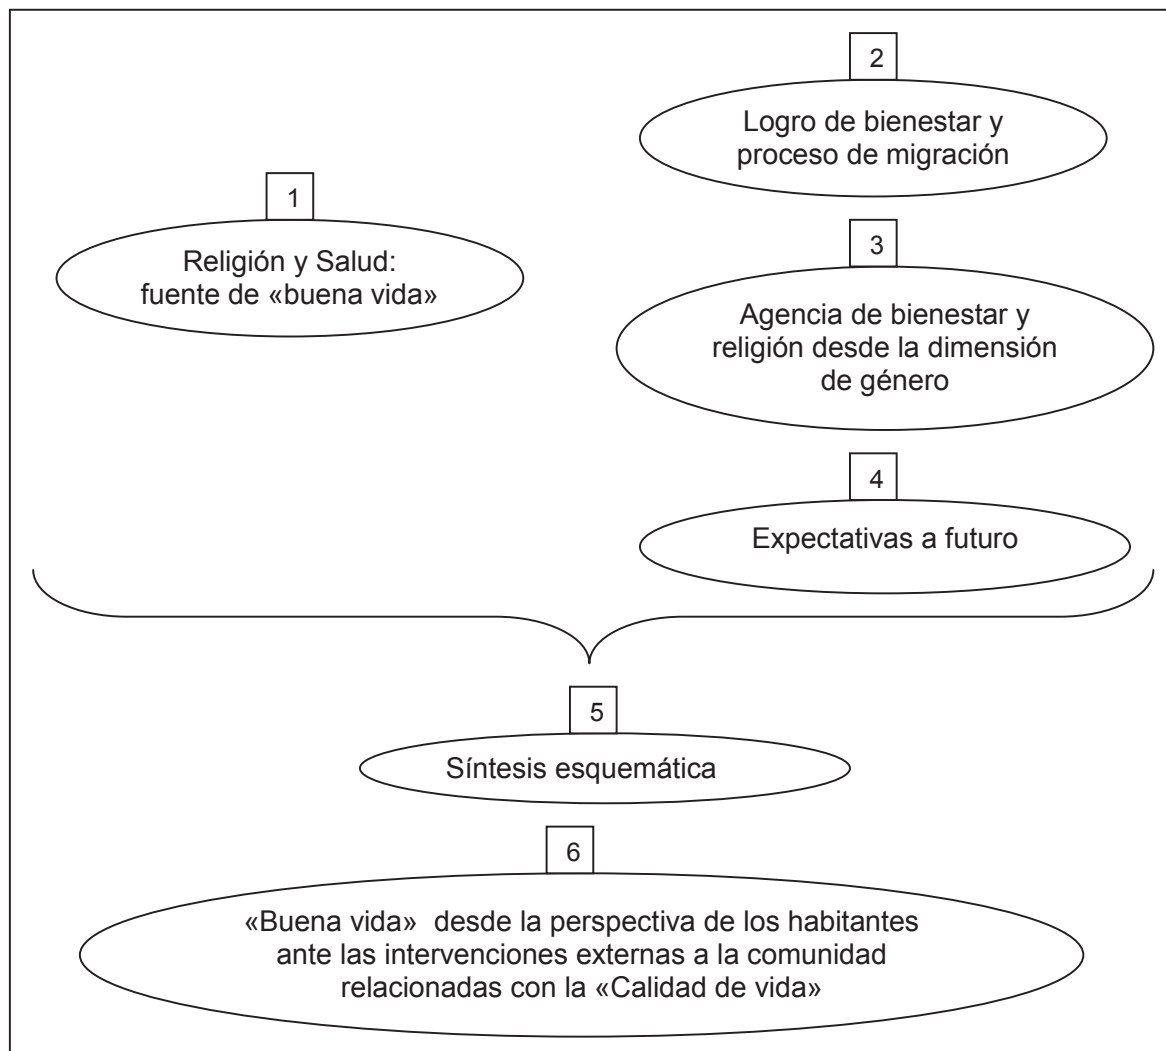 1
Religión y Salud:
fuente de «buena vida»
2
Logro de bienestar y
proceso de migración
3
Agencia de bienestar y
religión desde la dimensión
de género
4
Expectativas a futuro
5
Síntesis esquemática
6
«Buena vida» desde la perspectiva de los habitantes
ante las intervenciones externas a la comunidad
relacionadas con la «Calidad de vida»